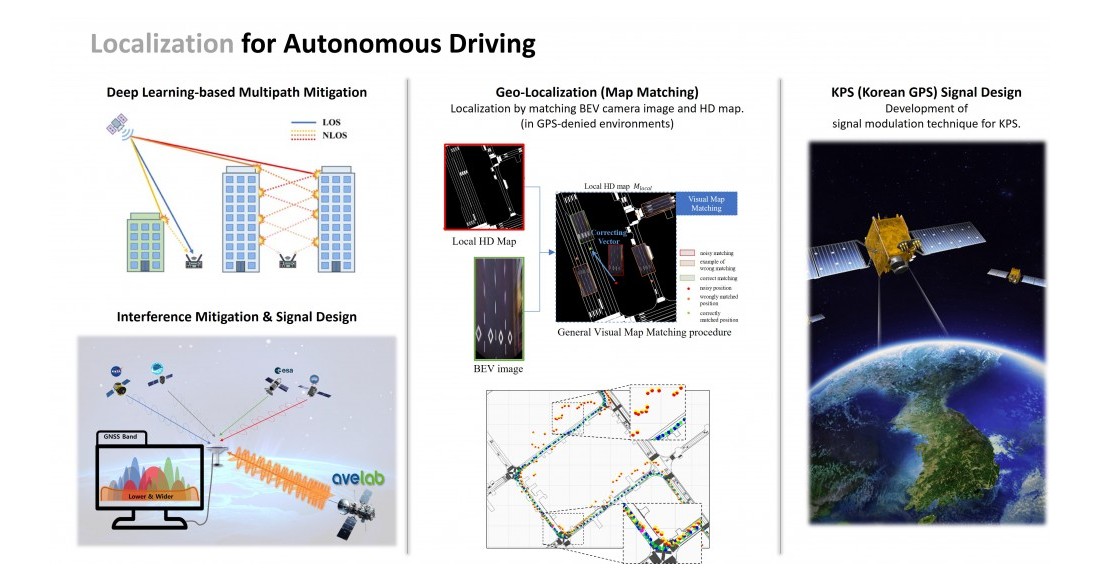 Localization for Autonomous Driving
Deep Learning-based Multipath Mitigation
LOS
NLOS
Interference Mitigation & Signal Design
esa
GNSS Band
Lower & Wider
avelab
Geo-Localization (Map Matching)
Localization by matching BEV camera image and HD map.
(in GPS-denied environments)
Local HD Map
BEV image
Local HD map M_local
Visual Map
Matching
Correcting
Vector
noisy matching
example of
wrong matching
correct matching
noisy position
wrongly matched
position
correctly
matched position
General Visual Map Matching procedure
KPS (Korean GPS) Signal Design
Development of
signal modulation technique for KPS.